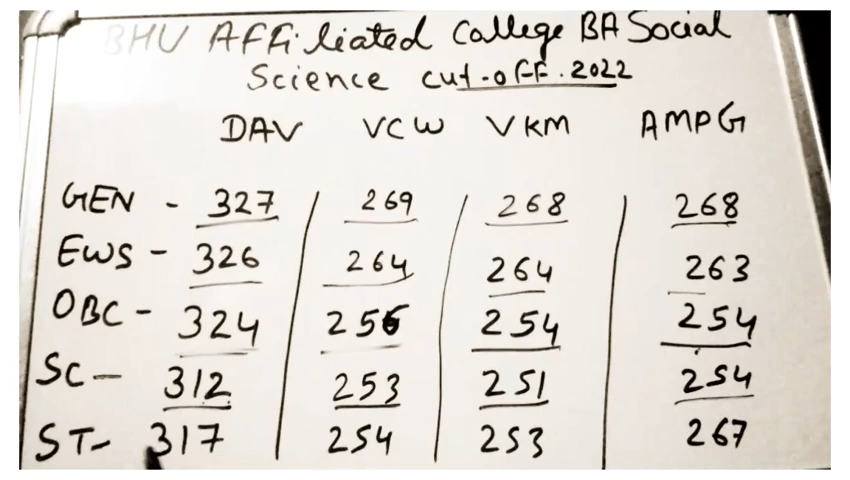 BHU Affiliated College BA Social
Science cut-off. 2022
DAV VCW VKM AMPG
GEN - 327 269 268 268
EWS - 326 264 264 263
OBC - 324 256 254 254
SC - 312 253 251 254
ST - 317 254 253 267